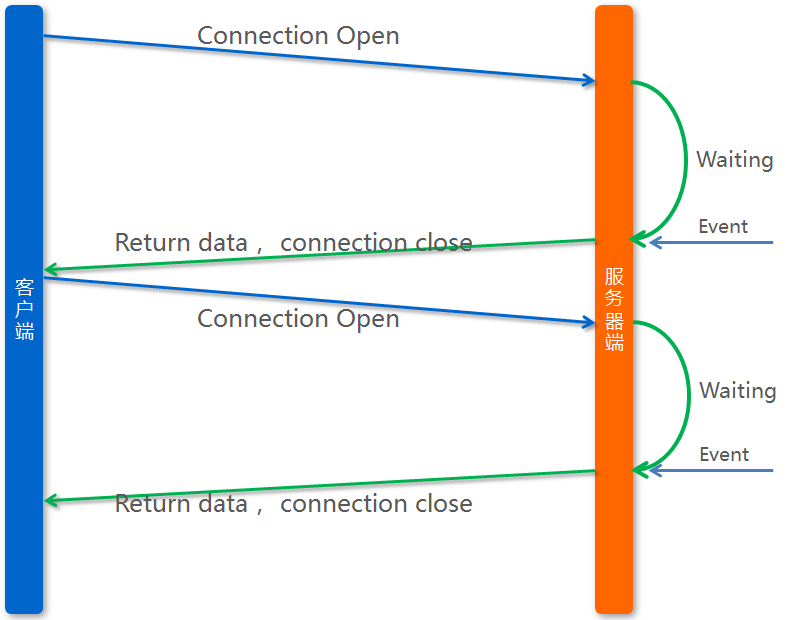 Connection Open
Waiting
Event
Return data， connection close
客户端
服务器端
Connection Open
Waiting
Event
Return data， connection close